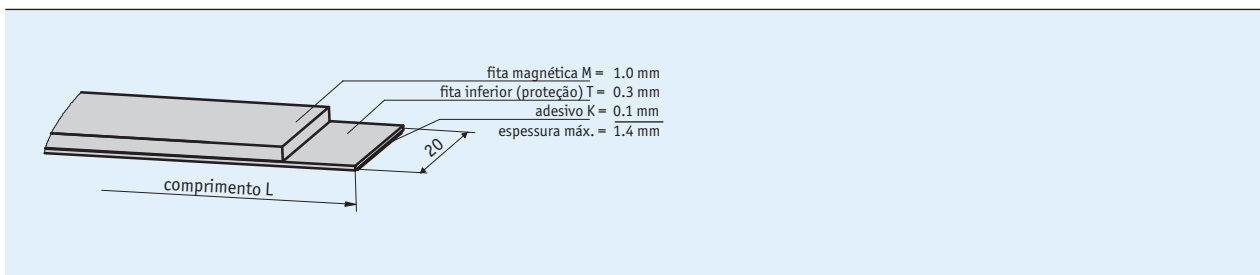 fita magnética M = 1.0 mm
fita inferior (proteção) T = 0.3 mm
adesivo K = 0.1 mm
espessura máx. = 1.4 mm
20
comprimento L